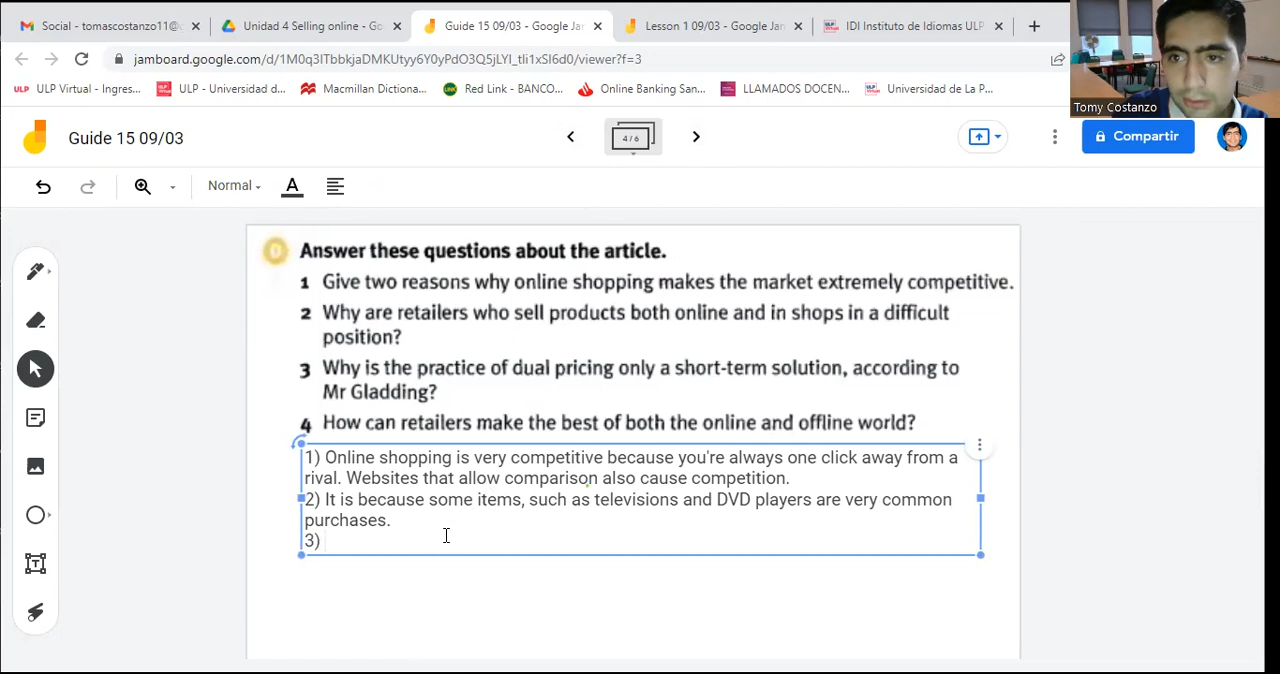 Social - tomascostanzo11@
Unidad 4 Selling online - Go
Guide 15 09/03 - Google Jam
Lesson 1 09/03 - Google Jam
IDI Instituto de Idiomas ULP
jamboard.google.com/d/1M0q3ITbbkjaDMKUtyy6Y0yPdO3Q5jLYI_tIi1xSI6d0/viewer?f=3
Tomy Costanzo
ULP Virtual - Ingres...
ULP - Universidad d...
Macmillan Dictiona...
Red Link - BANCO...
Online Banking San...
LLAMADOS DOCEN...
Universidad de La P...
Guide 15 09/03
4 / 6
Compartir
Normal
A
D Answer these questions about the article.
1 Give two reasons why online shopping makes the market extremely competitive.
2 Why are retailers who sell products both online and in shops in a difficult
position?
3 Why is the practice of dual pricing only a short-term solution, according to
Mr Gladding?
4 How can retailers make the best of both the online and offline world?
1) Online shopping is very competitive because you're always one click away from a
rival. Websites that allow comparison also cause competition.
2) It is because some items, such as televisions and DVD players are very common
purchases.
3)